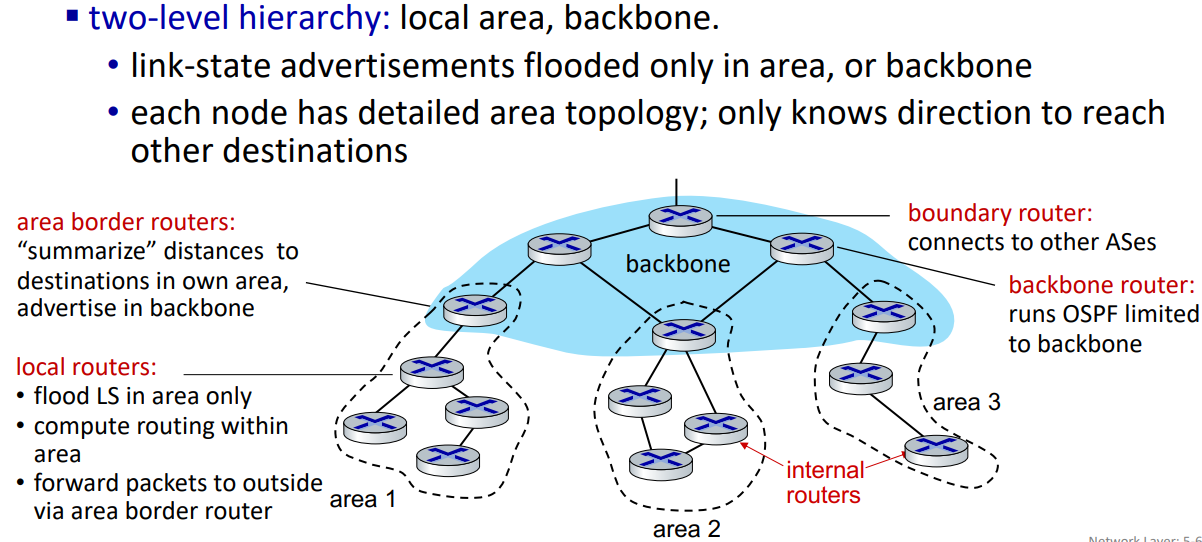 ▪ two-level hierarchy: local area, backbone.
• link-state advertisements flooded only in area, or backbone
• each node has detailed area topology; only knows direction to reach
other destinations
area border routers:
“summarize” distances to
destinations in own area,
advertise in backbone
local routers:
• flood LS in area only
• compute routing within
area
• forward packets to outside
via area border router
backbone
boundary router:
connects to other ASes
backbone router:
runs OSPF limited
to backbone
area 1
area 2
area 3
internal
routers
Network Layer: 5-6